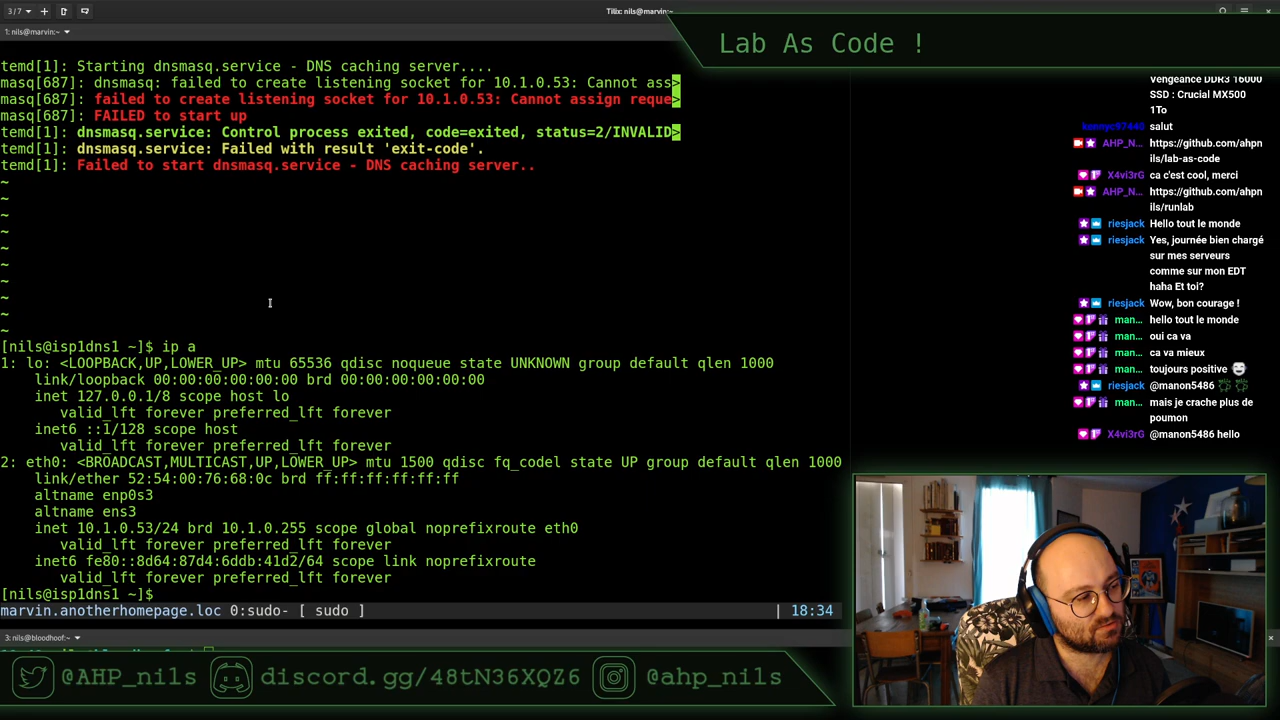 3 / 7
Tilix: nils@marvin:~
1: nils@marvin:~
Lab As Code !
temd[1]: Starting dnsmasq.service - DNS caching server....
masq[687]: dnsmasq: failed to create listening socket for 10.1.0.53: Cannot ass>
masq[687]: failed to create listening socket for 10.1.0.53: Cannot assign reque>
masq[687]: FAILED to start up
temd[1]: dnsmasq.service: Control process exited, code=exited, status=2/INVALID>
temd[1]: dnsmasq.service: Failed with result 'exit-code'.
temd[1]: Failed to start dnsmasq.service - DNS caching server..
~
~
~
~
~
~
~
~
~
~
[nils@isp1dns1 ~]$ ip a
1: lo: <LOOPBACK,UP,LOWER_UP> mtu 65536 qdisc noqueue state UNKNOWN group default qlen 1000
link/loopback 00:00:00:00:00:00 brd 00:00:00:00:00:00
inet 127.0.0.1/8 scope host lo
valid_lft forever preferred_lft forever
inet6 ::1/128 scope host
valid_lft forever preferred_lft forever
2: eth0: <BROADCAST,MULTICAST,UP,LOWER_UP> mtu 1500 qdisc fq_codel state UP group default qlen 1000
link/ether 52:54:00:76:68:0c brd ff:ff:ff:ff:ff:ff
altname enp0s3
altname ens3
inet 10.1.0.53/24 brd 10.1.0.255 scope global noprefixroute eth0
valid_lft forever preferred_lft forever
inet6 fe80::8d64:87d4:6ddb:41d2/64 scope link noprefixroute
valid_lft forever preferred_lft forever
[nils@isp1dns1 ~]$
marvin.anotherhomepage.loc 0:sudo- [ sudo ] | 18:34
3: nils@bloodhoof:~
Vengeance DDR3 16000
SSD : Crucial MX500
1To
kennyc97440 salut
AHP_N... https://github.com/ahpn
ils/lab-as-code
X4vi3rG ca c'est cool, merci
AHP_N... https://github.com/ahpn
ils/runlab
riesjack Hello tout le monde
riesjack Yes, journée bien chargé
sur mes serveurs
comme sur mon EDT
haha Et toi?
riesjack Wow, bon courage !
man... hello tout le monde
man... oui ca va
man... ca va mieux
man... toujours positive
riesjack @manon5486
man... mais je crache plus de
poumon
X4vi3rG @manon5486 hello
@AHP_nils discord.gg/48tN36XQZ6 @ahp_nils